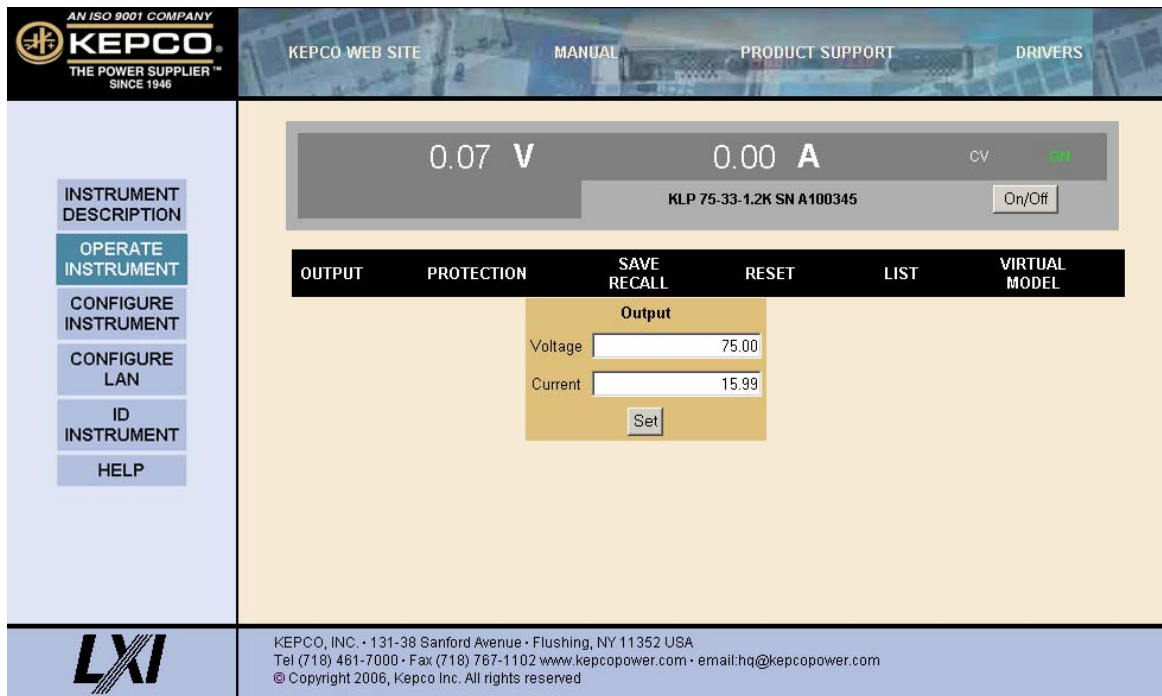 AN ISO 9001 COMPANY
KEPCO®
THE POWER SUPPLIER™
SINCE 1946
KEPCO WEB SITE
MANUAL
PRODUCT SUPPORT
DRIVERS
0.07 V
0.00 A
CV
ON
KLP 75-33-1.2K SN A100345
On/Off
INSTRUMENT
DESCRIPTION
OPERATE
INSTRUMENT
CONFIGURE
INSTRUMENT
CONFIGURE
LAN
ID
INSTRUMENT
HELP
OUTPUT
PROTECTION
SAVE
RECALL
RESET
LIST
VIRTUAL
MODEL
Output
Voltage 75.00
Current 15.99
Set
LXI
KEPCO, INC. • 131-38 Sanford Avenue • Flushing, NY 11352 USA
Tel (718) 461-7000 • Fax (718) 767-1102 www.kepcopower.com • email:hq@kepcopower.com
© Copyright 2006, Kepco Inc. All rights reserved